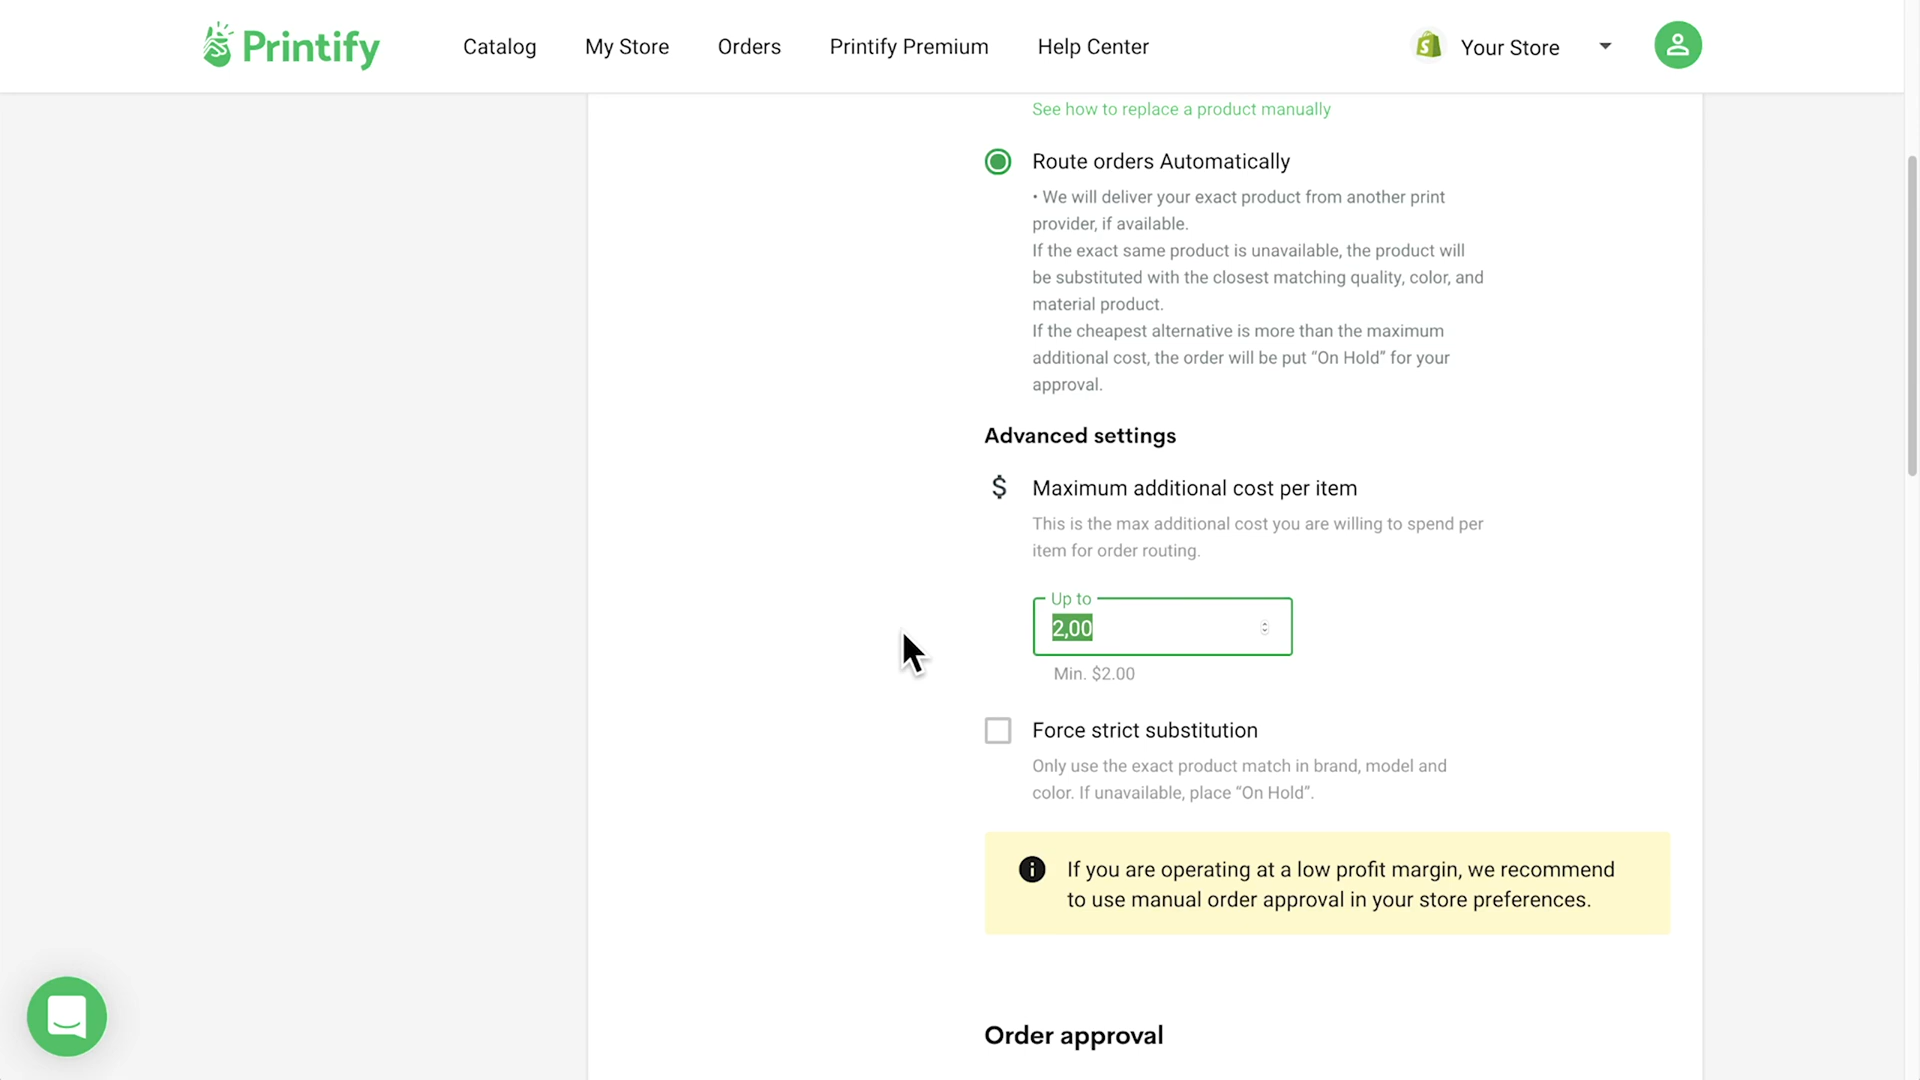 Printify
Catalog
My Store
Orders
Printify Premium
Help Center
Your Store
See how to replace a product manually
Route orders Automatically
• We will deliver your exact product from another print
provider, if available.
If the exact same product is unavailable, the product will
be substituted with the closest matching quality, color, and
material product.
If the cheapest alternative is more than the maximum
additional cost, the order will be put “On Hold” for your
approval.
Advanced settings
$ Maximum additional cost per item
This is the max additional cost you are willing to spend per
item for order routing.
Up to
2,00
Min. $2.00
Force strict substitution
Only use the exact product match in brand, model and
color. If unavailable, place “On Hold”.
If you are operating at a low profit margin, we recommend
to use manual order approval in your store preferences.
Order approval